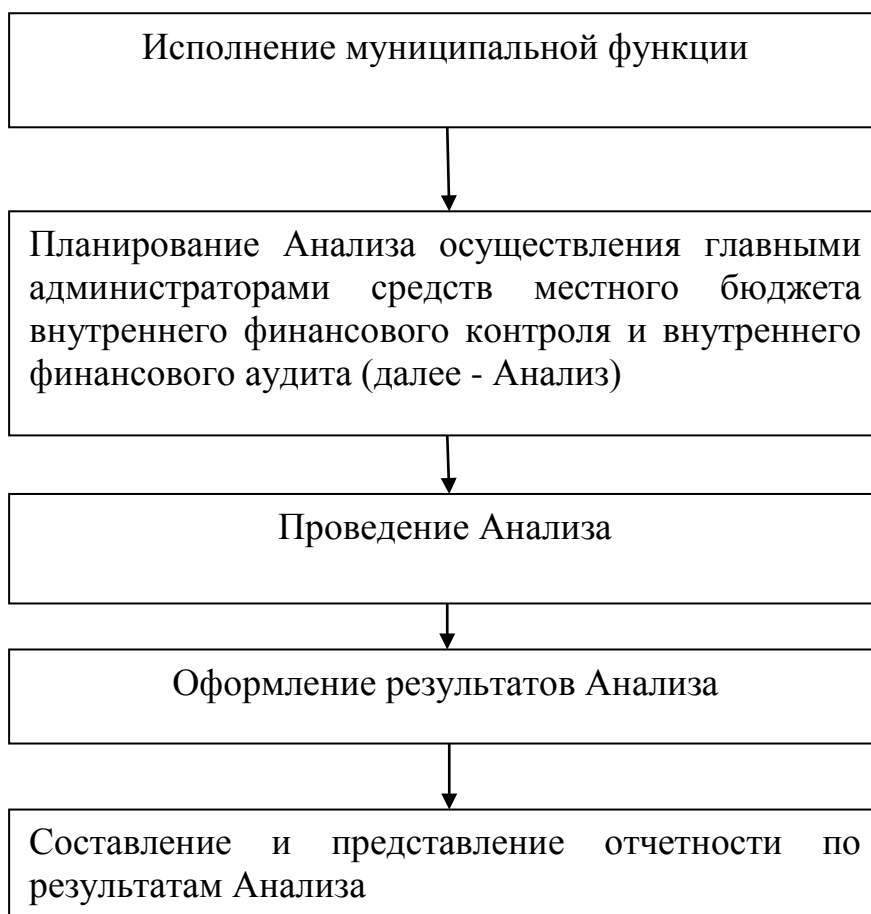 Исполнение муниципальной функции
Планирование Анализа осуществления главными
администраторами средств местного бюджета
внутреннего финансового контроля и внутреннего
финансового аудита (далее - Анализ)
Проведение Анализа
Оформление результатов Анализа
Составление и представление отчетности по
результатам Анализа